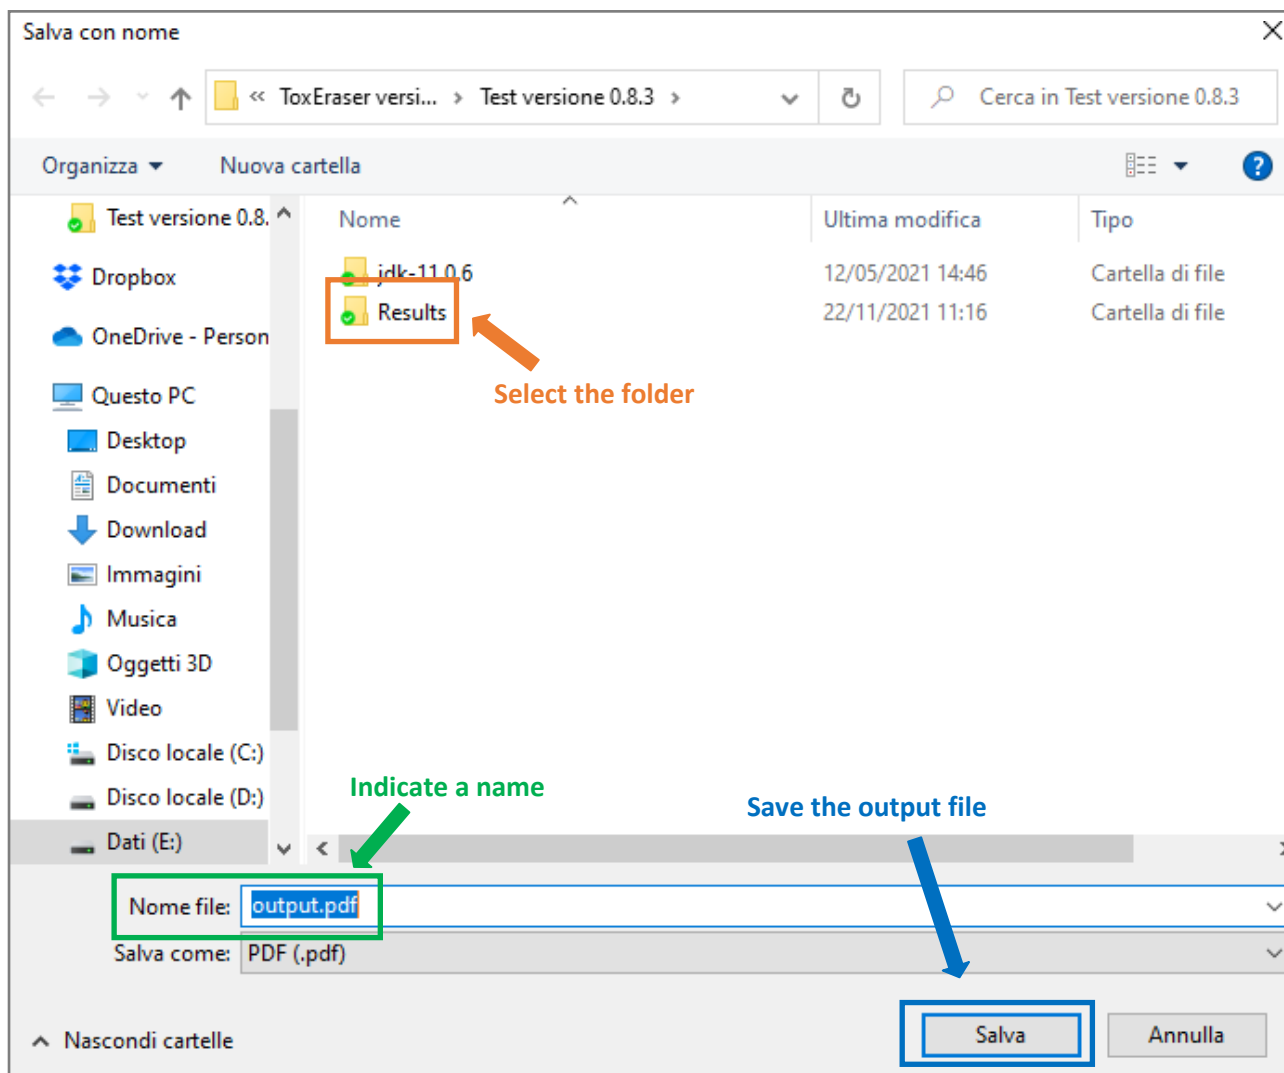 Salva con nome
« ToxEraser versi... > Test versione 0.8.3 >
Cerca in Test versione 0.8.3
Organizza
Nuova cartella
Test versione 0.8.
Nome
Ultima modifica
Tipo
Dropbox
jdk-11.0.6
12/05/2021 14:46
Cartella di file
Results
22/11/2021 11:16
Cartella di file
OneDrive - Person
Select the folder
Questo PC
Desktop
Documenti
Download
Immagini
Musica
Oggetti 3D
Video
Disco locale (C:)
Disco locale (D:)
Dati (E:)
Indicate a name
Save the output file
Nome file: output.pdf
Salva come: PDF (.pdf)
Nascondi cartelle
Salva
Annulla